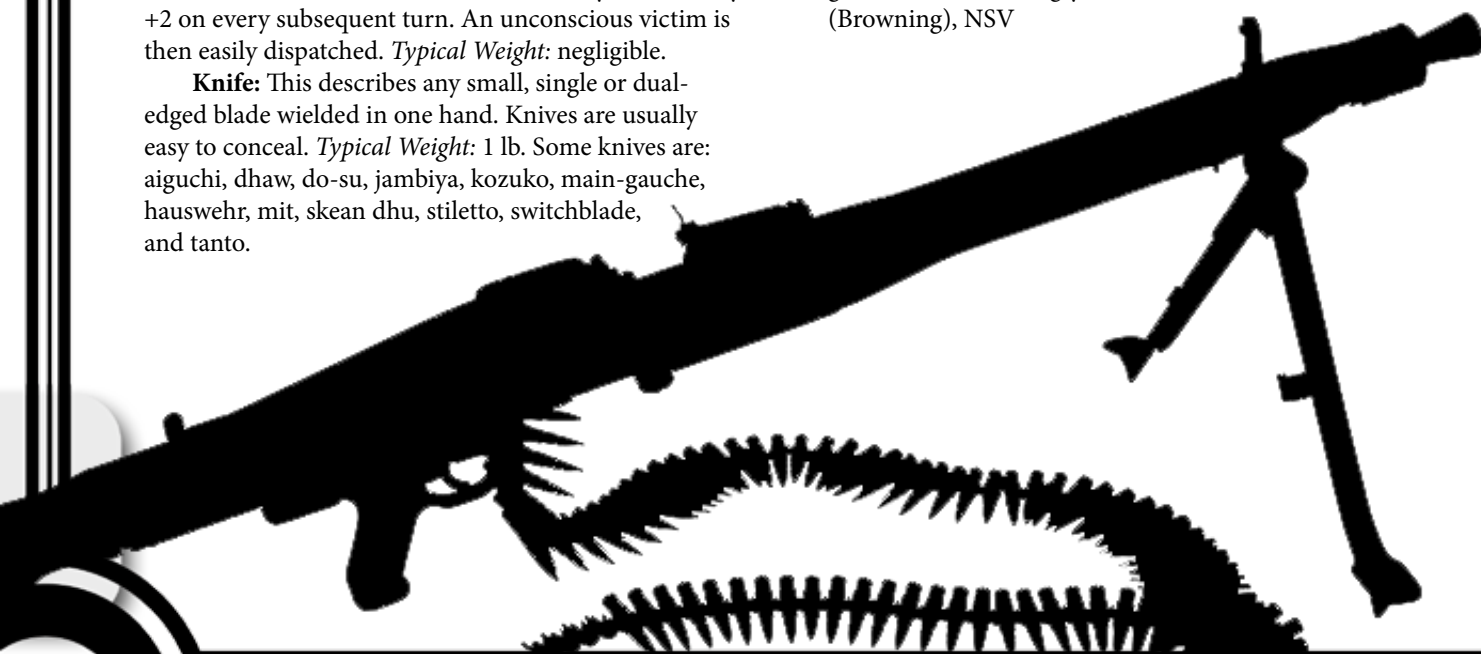 +2 on every subsequent turn. An unconscious victim is
then easily dispatched. Typical Weight: negligible.
Knife: This describes any small, single or dual-
edged blade wielded in one hand. Knives are usually
easy to conceal. Typical Weight: 1 lb. Some knives are:
aiguchi, dhaw, do-su, jambiya, kozuko, main-gauche,
hauswehr, mit, skean dhu, stiletto, switchblade,
and tanto.
(Browning), NSV